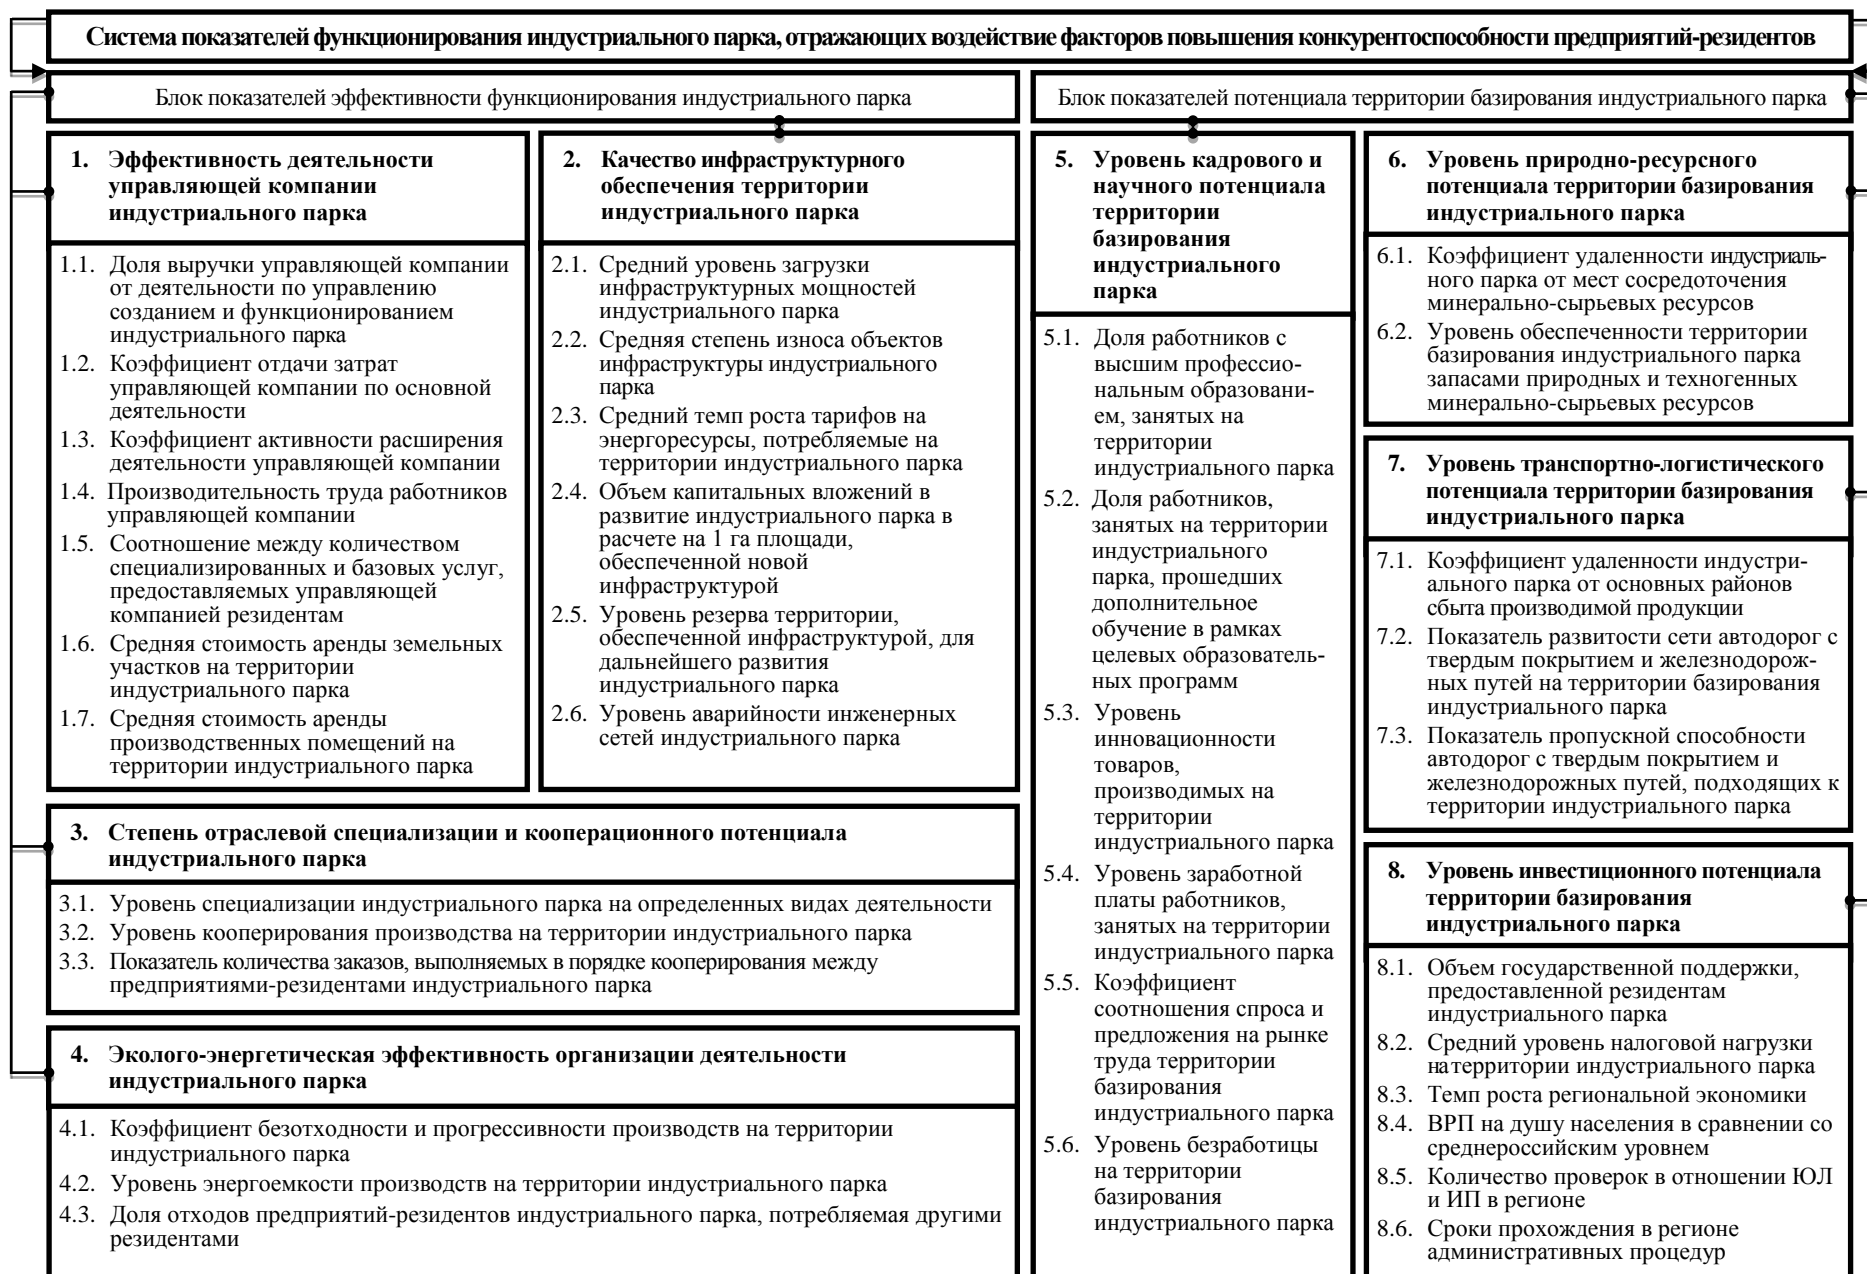 Система показателей функционирования индустриального парка, отражающих воздействие факторов повышения конкурентоспособности предприятий-резидентов
Блок показателей эффективности функционирования индустриального парка
Блок показателей потенциала территории базирования индустриального парка
1. Эффективность деятельности
управляющей компании
индустриального парка
1.1. Доля выручки управляющей компании
от деятельности по управлению
созданием и функционированием
индустриального парка
1.2. Коэффициент отдачи затрат
управляющей компании по основной
деятельности
1.3. Коэффициент активности расширения
деятельности управляющей компании
1.4. Производительность труда работников
управляющей компании
1.5. Соотношение между количеством
специализированных и базовых услуг,
предоставляемых управляющей
компанией резидентам
1.6. Средняя стоимость аренды земельных
участков на территории
индустриального парка
1.7. Средняя стоимость аренды
производственных помещений на
территории индустриального парка
2. Качество инфраструктурного
обеспечения территории
индустриального парка
2.1. Средний уровень загрузки
инфраструктурных мощностей
индустриального парка
2.2. Средняя степень износа объектов
инфраструктуры индустриального
парка
2.3. Средний темп роста тарифов на
энергоресурсы, потребляемые на
территории индустриального парка
2.4. Объем капитальных вложений в
развитие индустриального парка в
расчете на 1 га площади,
обеспеченной новой
инфраструктурой
2.5. Уровень резерва территории,
обеспеченной инфраструктурой, для
дальнейшего развития
индустриального парка
2.6. Уровень аварийности инженерных
сетей индустриального парка
3. Степень отраслевой специализации и кооперационного потенциала
индустриального парка
3.1. Уровень специализации индустриального парка на определенных видах деятельности
3.2. Уровень кооперирования производства на территории индустриального парка
3.3. Показатель количества заказов, выполняемых в порядке кооперирования между
предприятиями-резидентами индустриального парка
4. Эколого-энергетическая эффективность организации деятельности
индустриального парка
4.1. Коэффициент безотходности и прогрессивности производств на территории
индустриального парка
4.2. Уровень энергоемкости производств на территории индустриального парка
4.3. Доля отходов предприятий-резидентов индустриального парка, потребляемая другими
резидентами
5. Уровень кадрового и
научного потенциала
территории
базирования
индустриального
парка
5.1. Доля работников с
высшим профессио-
нальным образовани-
ем, занятых на
территории
индустриального парка
5.2. Доля работников,
занятых на территории
индустриального
парка, прошедших
дополнительное
обучение в рамках
целевых образователь-
ных программ
5.3. Уровень
инновационности
товаров,
производимых на
территории
индустриального парка
5.4. Уровень заработной
платы работников,
занятых на территории
индустриального парка
5.5. Коэффициент
соотношения спроса и
предложения на рынке
труда территории
базирования
индустриального парка
5.6. Уровень безработицы
на территории
базирования
индустриального парка
6. Уровень природно-ресурсного
потенциала территории базирования
индустриального парка
6.1. Коэффициент удаленности индустриаль-
ного парка от мест сосредоточения
минерально-сырьевых ресурсов
6.2. Уровень обеспеченности территории
базирования индустриального парка
запасами природных и техногенных
минерально-сырьевых ресурсов
7. Уровень транспортно-логистического
потенциала территории базирования
индустриального парка
7.1. Коэффициент удаленности индустри-
ального парка от основных районов
сбыта производимой продукции
7.2. Показатель развитости сети автодорог с
твердым покрытием и железнодорож-
ных путей на территории базирования
индустриального парка
7.3. Показатель пропускной способности
автодорог с твердым покрытием и
железнодорожных путей, подходящих к
территории индустриального парка
8. Уровень инвестиционного потенциала
территории базирования
индустриального парка
8.1. Объем государственной поддержки,
предоставленной резидентам
индустриального парка
8.2. Средний уровень налоговой нагрузки
на территории индустриального парка
8.3. Темп роста региональной экономики
8.4. ВРП на душу населения в сравнении со
среднероссийским уровнем
8.5. Количество проверок в отношении ЮЛ
и ИП в регионе
8.6. Сроки прохождения в регионе
административных процедур